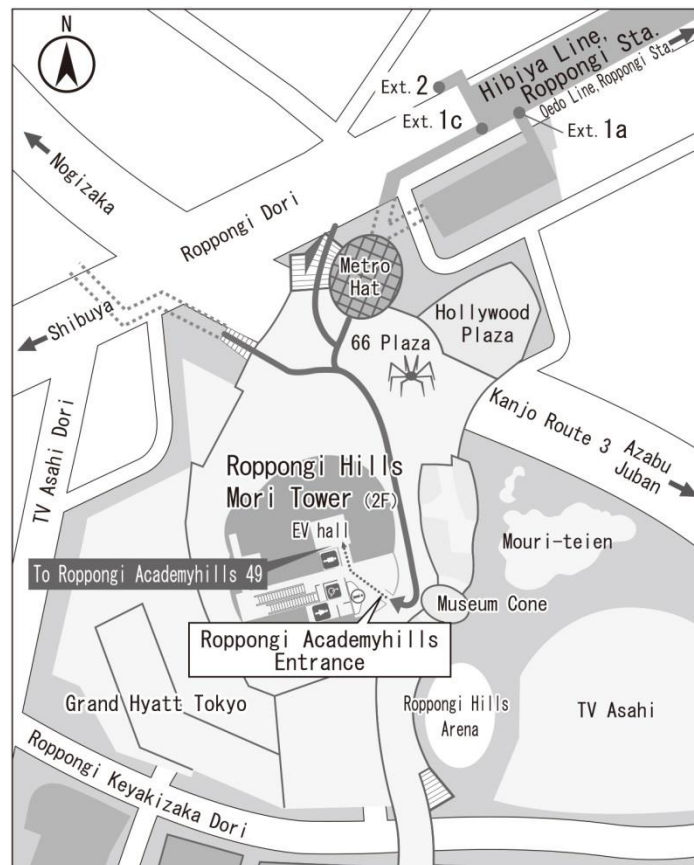 N
Hibiya Line,
Roppongi Sta.
Oedo Line, Roppongi Sta.
Ext. 2
Ext. 1c
Ext. 1a
Nogizaka
Roppongi Dori
Metro
Hat
Shibuya
Hollywood
Plaza
66 Plaza
Kanjo Route 3
Azabu
Juban
TV Asahi Dori
Roppongi Hills
Mori Tower (2F)
EV hall
Mouri-teien
To Roppongi Academyhills 49
Museum Cone
Roppongi Academyhills
Entrance
Grand Hyatt Tokyo
Roppongi Hills
Arena
TV Asahi
Roppongi Keyakizaka Dori